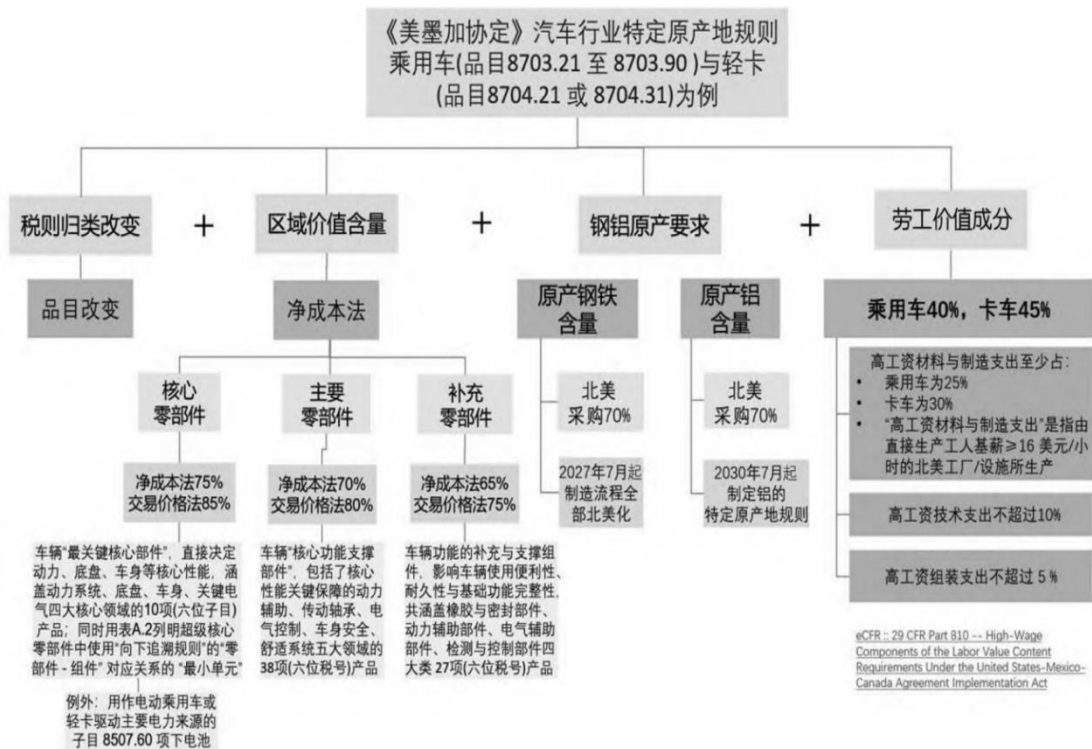 《美墨加协定》汽车行业特定原产地规则
乘用车(品目8703.21 至 8703.90 )与轻卡
(品目8704.21 或 8704.31)为例
税则归类改变
+
区域价值含量
+
钢铝原产要求
+
劳工价值成分
品目改变
净成本法
原产钢铁
含量
原产铝
含量
乘用车40%，卡车45%
核心
零部件
主要
零部件
补充
零部件
北美
采购70%
北美
采购70%
高工资材料与制造支出至少占：
• 乘用车为25%
• 卡车为30%
• “高工资材料与制造支出”是指由
直接生产工人基薪≥16 美元/小
时的北美工厂/设施所生产
净成本法75%
交易价格法85%
净成本法70%
交易价格法80%
净成本法65%
交易价格法75%
2027年7月起
制造流程全
部北美化
2030年7月起
制定铝的
特定原产地规则
高工资技术支出不超过10%
高工资组装支出不超过 5 %
车辆“最关键核心部件”，直接决定
动力、底盘、车身等核心性能，涵
盖动力系统、底盘、车身、关键电
气四大核心领域的10项(六位子目)
产品；同时用表A.2列明超级核心
零部件中使用“向下追溯规则”的“零
部件 - 组件” 对应关系的 “最小单元”
车辆“核心功能支撑
部件”，包括了核心
性能关键保障的动力
辅助、传动轴承、电
气控制、车身安全、
舒适系统五大领域的
38项(六位税号)产品
车辆功能的补充与支撑组
件，影响车辆使用便利性、
耐久性与基础功能完整性，
共涵盖橡胶与密封部件、
动力辅助部件、电气辅助
部件、检测与控制部件四
大类 27项(六位税号)产品
例外：用作电动乘用车或
轻卡驱动主要电力来源的
子目 8507.60 项下电池
eCFR :: 29 CFR Part 810 -- High-Wage
Components of the Labor Value Content
Requirements Under the United States-Mexico-
Canada Agreement Implementation Act